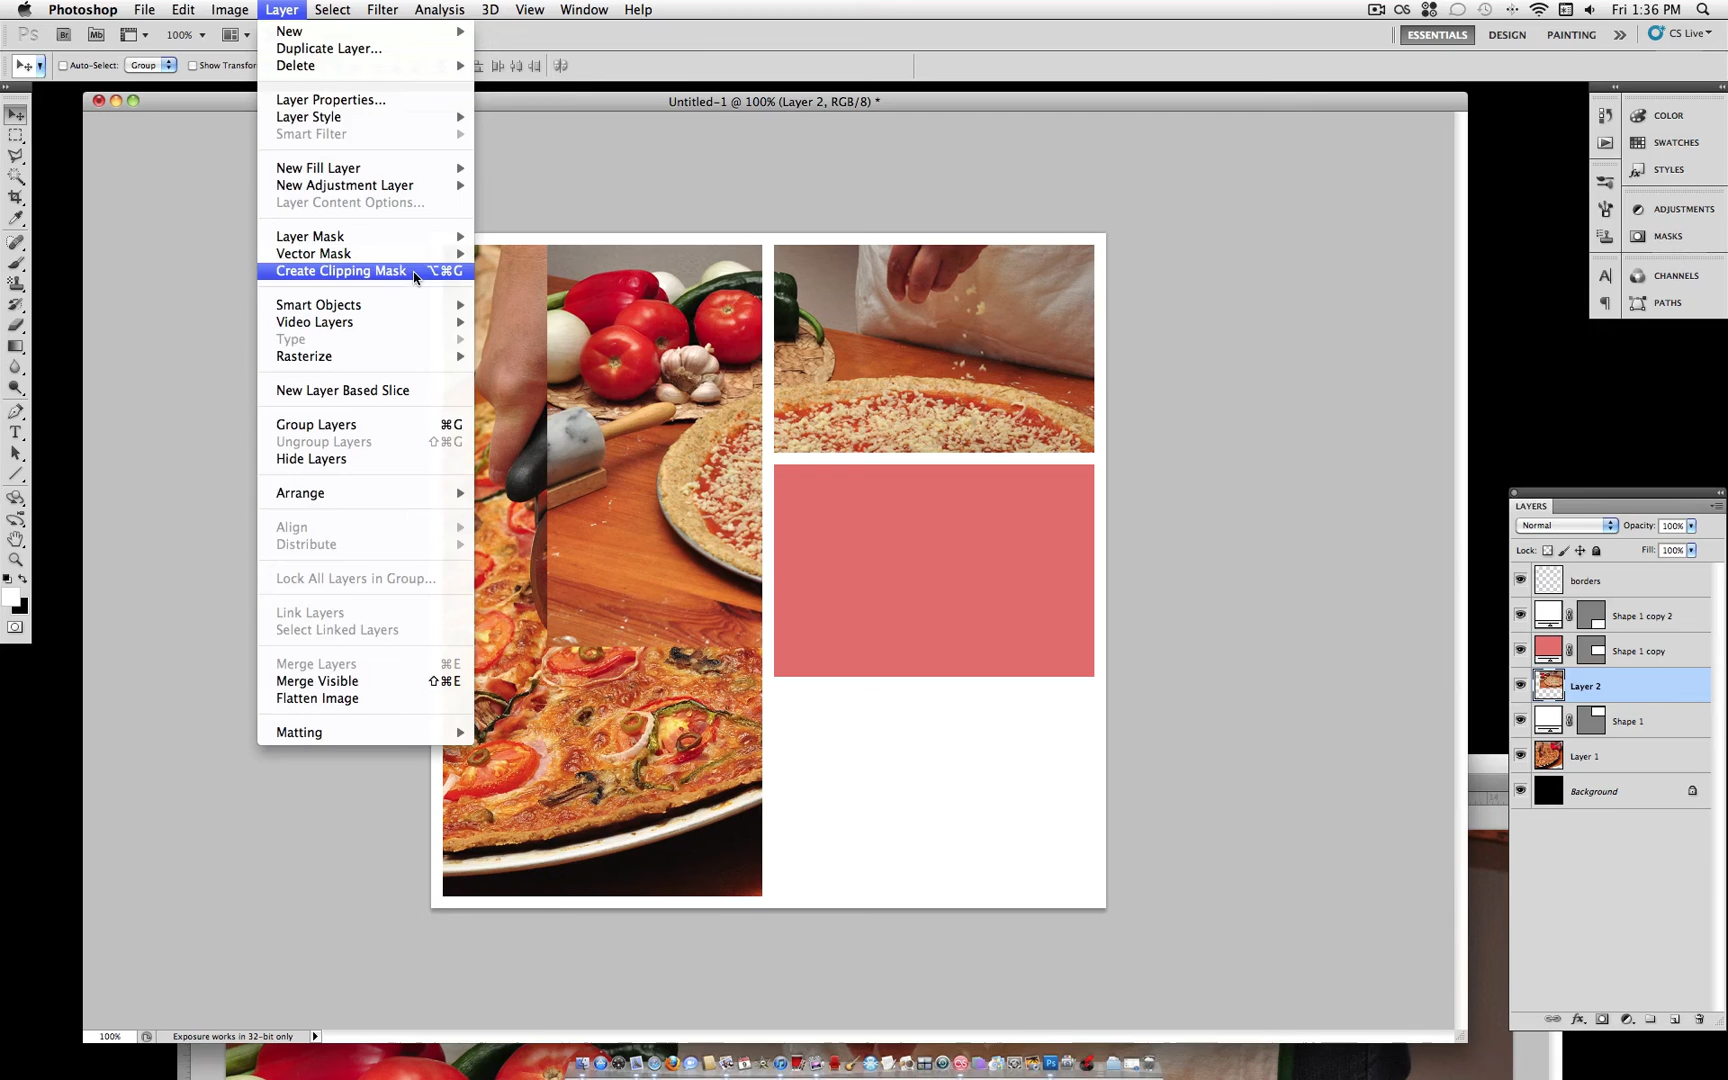 Photoshop File Edit Image Layer Select Filter Analysis 3D View Window Help Fri 1:36 PM
Ps Br Mb 100% ESSENTIALS DESIGN PAINTING CS Live
Auto-Select: Group Show Transfor
New
Duplicate Layer...
Delete
Layer Properties...
Layer Style
Smart Filter
New Fill Layer
New Adjustment Layer
Layer Content Options...
Layer Mask
Vector Mask
Create Clipping Mask ⌥⌘G
Smart Objects
Video Layers
Type
Rasterize
New Layer Based Slice
Group Layers ⌘G
Ungroup Layers ⇧⌘G
Hide Layers
Arrange
Align
Distribute
Lock All Layers in Group...
Link Layers
Select Linked Layers
Merge Layers ⌘E
Merge Visible ⇧⌘E
Flatten Image
Matting
Untitled-1 @ 100% (Layer 2, RGB/8) *
COLOR
SWATCHES
STYLES
ADJUSTMENTS
MASKS
CHANNELS
PATHS
LAYERS
Normal Opacity: 100%
Lock: Fill: 100%
borders
Shape 1 copy 2
Shape 1 copy
Layer 2
Shape 1
Layer 1
Background
100% Exposure works in 32-bit only